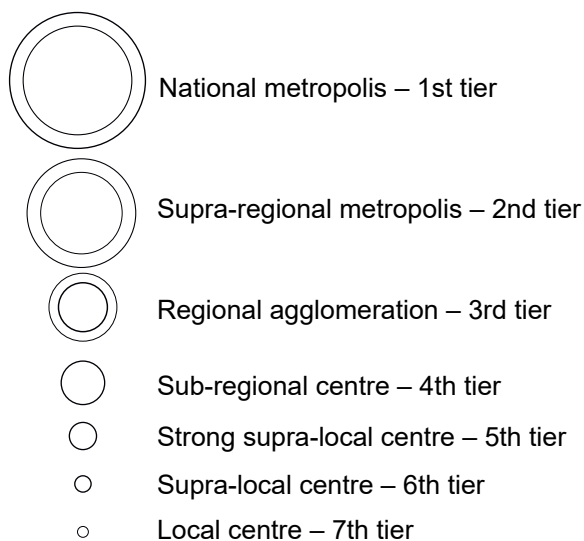 National metropolis – 1st tier
Supra-regional metropolis – 2nd tier
Regional agglomeration – 3rd tier
Sub-regional centre – 4th tier
Strong supra-local centre – 5th tier
Supra-local centre – 6th tier
Local centre – 7th tier